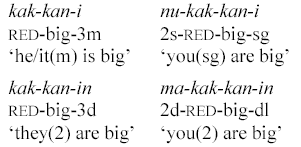 kak-kan-i nu-kak-kan-i
RED-big-3m 2s-RED-big-sg
‘he/it(m) is big’ ‘you(sg) are big’
kak-kan-in ma-kak-kan-in
RED-big-3d 2d-RED-big-dl
‘they(2) are big’ ‘you(2) are big’